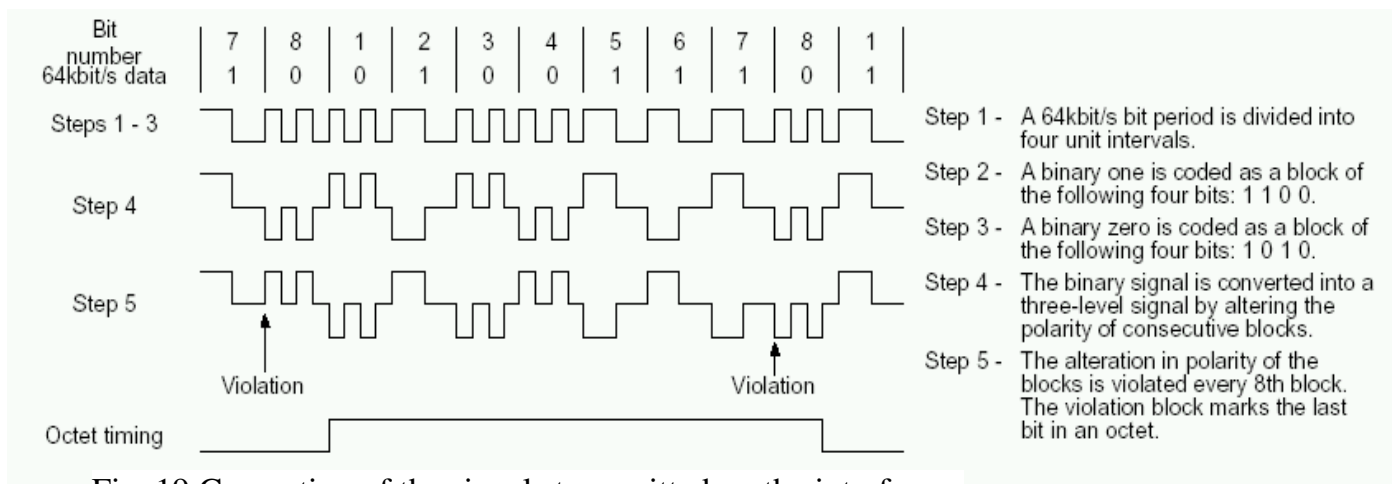 Bit
number
7 8 1 2 3 4 5 6 7 8 1
64kbit/s data
1 0 0 1 0 0 1 1 1 0 1
Steps 1 - 3
Step 4
Step 5
Violation
Violation
Octet timing
Step 1 - A 64kbit/s bit period is divided into
four unit intervals.
Step 2 - A binary one is coded as a block of
the following four bits: 1 1 0 0.
Step 3 - A binary zero is coded as a block of
the following four bits: 1 0 1 0.
Step 4 - The binary signal is converted into a
three-level signal by altering the
polarity of consecutive blocks.
Step 5 - The alteration in polarity of the
blocks is violated every 8th block.
The violation block marks the last
bit in an octet.